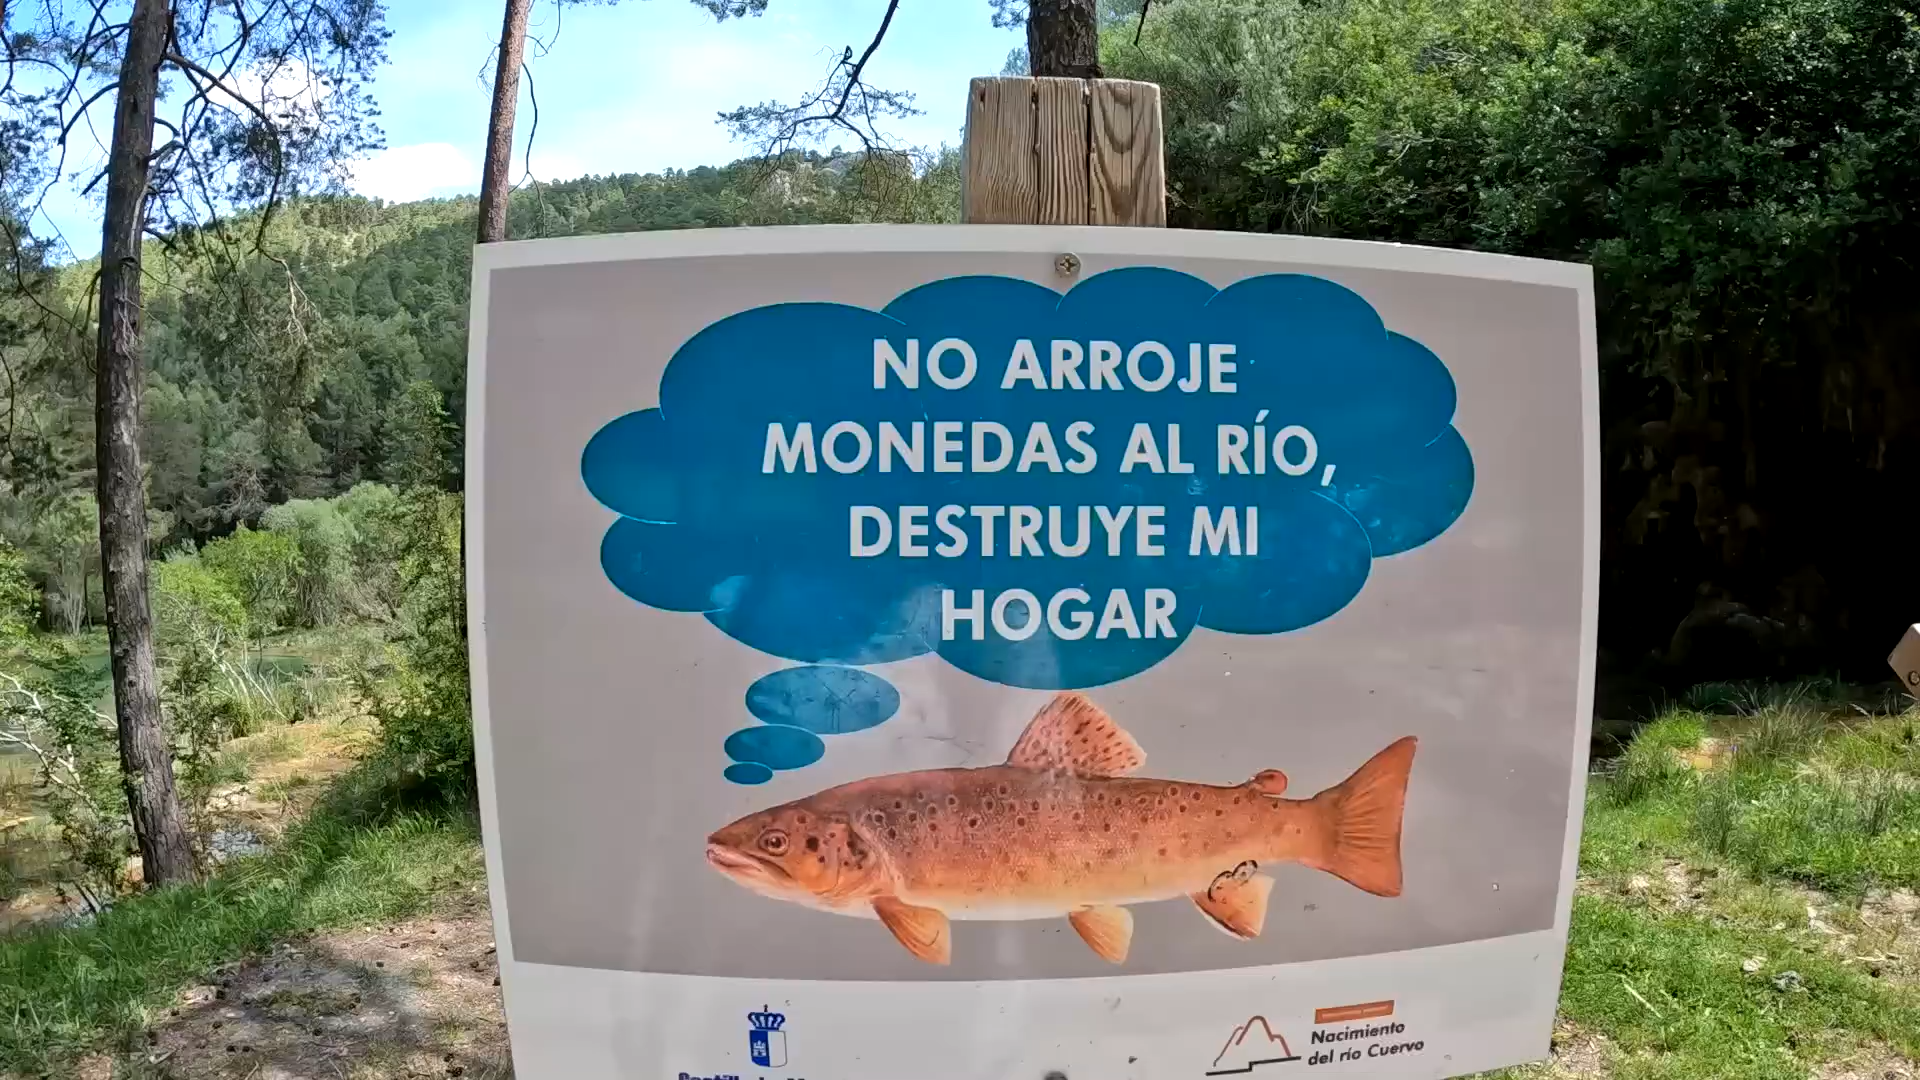 NO ARROJE
MONEDAS AL RÍO,
DESTRUYE MI
HOGAR
Nacimiento
del río Cuervo